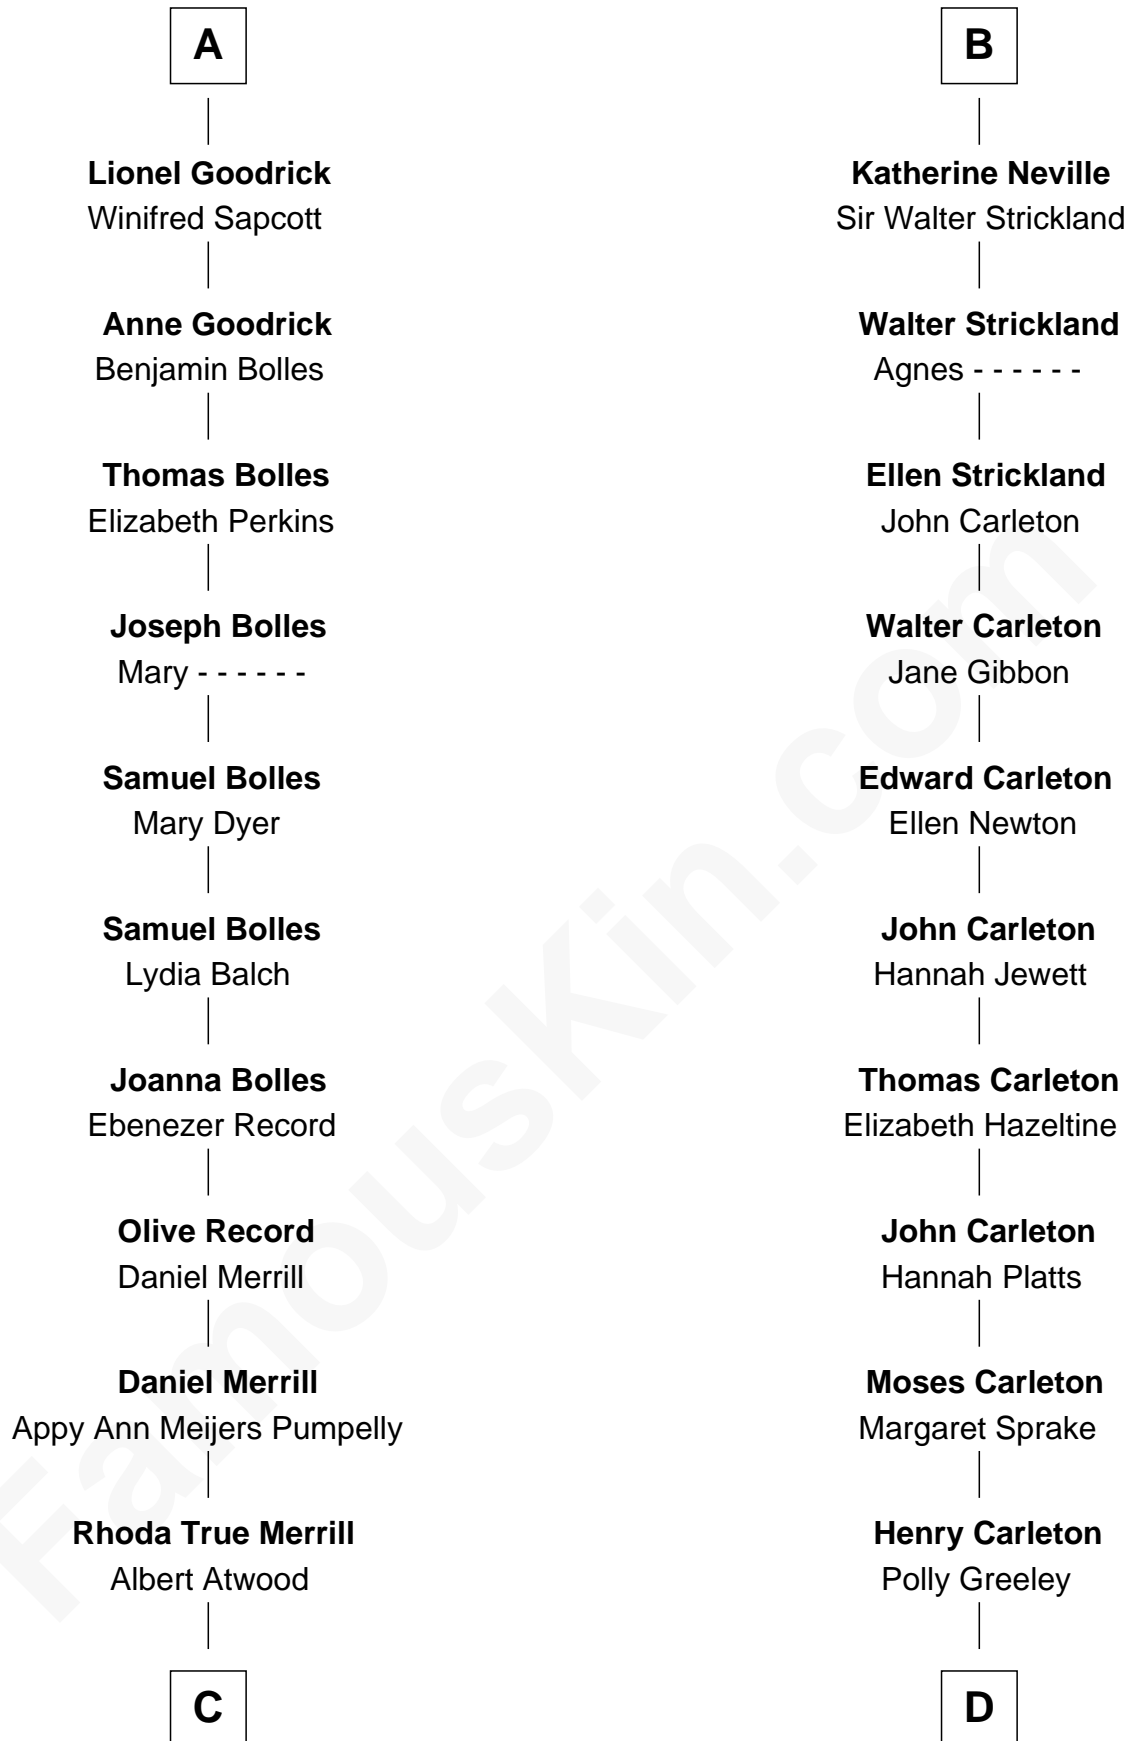 A
Lionel Goodrick
Winifred Sapcott
Anne Goodrick
Benjamin Bolles
Thomas Bolles
Elizabeth Perkins
Joseph Bolles
Mary - - - - - -
Samuel Bolles
Mary Dyer
Samuel Bolles
Lydia Balch
Joanna Bolles
Ebenezer Record
Olive Record
Daniel Merrill
Daniel Merrill
Appy Ann Meijers Pumpelly
Rhoda True Merrill
Albert Atwood
C
B
Katherine Neville
Sir Walter Strickland
Walter Strickland
Agnes - - - - - -
Ellen Strickland
John Carleton
Walter Carleton
Jane Gibbon
Edward Carleton
Ellen Newton
John Carleton
Hannah Jewett
Thomas Carleton
Elizabeth Hazeltine
John Carleton
Hannah Platts
Moses Carleton
Margaret Sprake
Henry Carleton
Polly Greeley
D
FamousKin.com